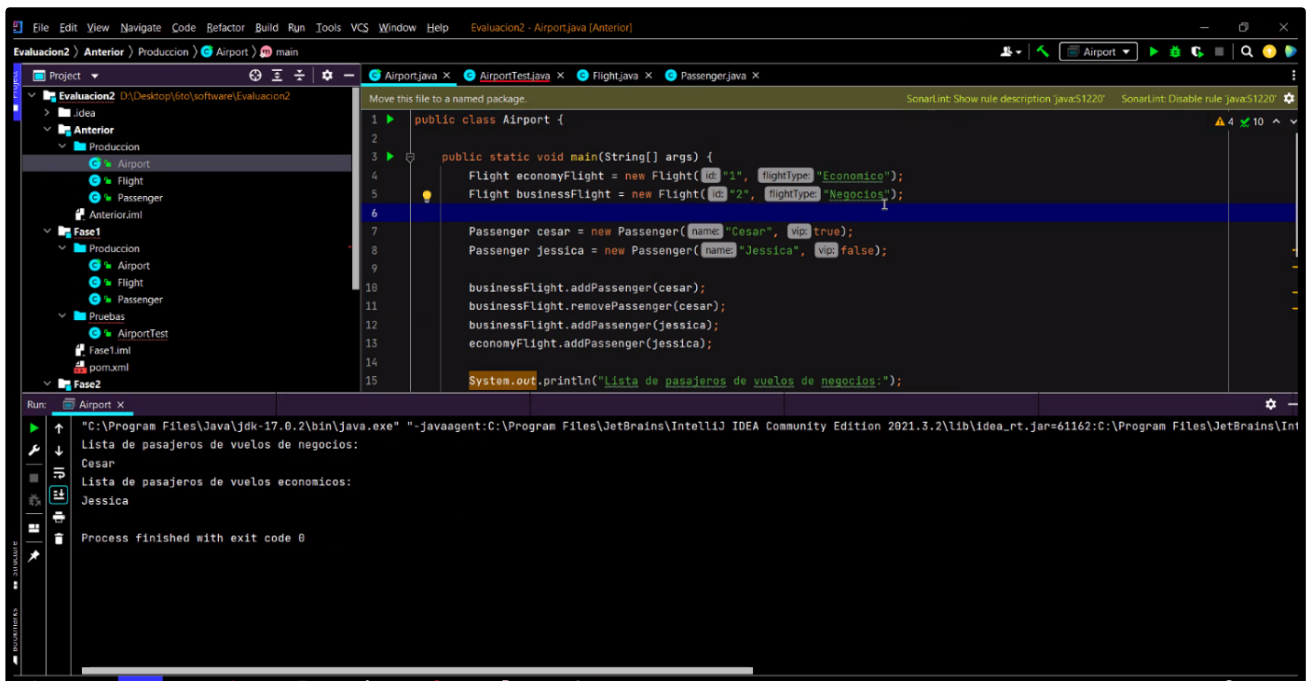 File Edit View Navigate Code Refactor Build Run Tools VCS Window Help Evaluacion2 - Airport.java [Anterior]
Evaluacion2 Anterior Produccion Airport main Airport
Project
Project
Airport.java AirportTest.java Flight.java Passenger.java
Evaluacion2 D:\Desktop\6to\software\Evaluacion2
.idea
Anterior
Produccion
Airport
Flight
Passenger
Anterior.iml
Fase1
Produccion
Airport
Flight
Passenger
Pruebas
AirportTest
Fase1.iml
pom.xml
Fase2
Move this file to a named package. SonarLint: Show rule description 'java:S1220' SonarLint: Disable rule 'java:S1220'
4 10
1 public class Airport {
2
3 public static void main(String[] args) {
4 Flight economyFlight = new Flight( id: "1", flightType: "Economico");
5 Flight businessFlight = new Flight( id: "2", flightType: "Negocios");
6
7 Passenger cesar = new Passenger( name: "Cesar", vip: true);
8 Passenger jessica = new Passenger( name: "Jessica", vip: false);
9
10 businessFlight.addPassenger(cesar);
11 businessFlight.removePassenger(cesar);
12 businessFlight.addPassenger(jessica);
13 economyFlight.addPassenger(jessica);
14
15 System.out.println("Lista de pasajeros de vuelos de negocios:");
Run: Airport
"C:\Program Files\Java\jdk-17.0.2\bin\java.exe" "-javaagent:C:\Program Files\JetBrains\IntelliJ IDEA Community Edition 2021.3.2\lib\idea_rt.jar=61162:C:\Program Files\JetBrains\Int
Lista de pasajeros de vuelos de negocios:
Cesar
Lista de pasajeros de vuelos economicos:
Jessica
Process finished with exit code 0
Structure
Bookmarks